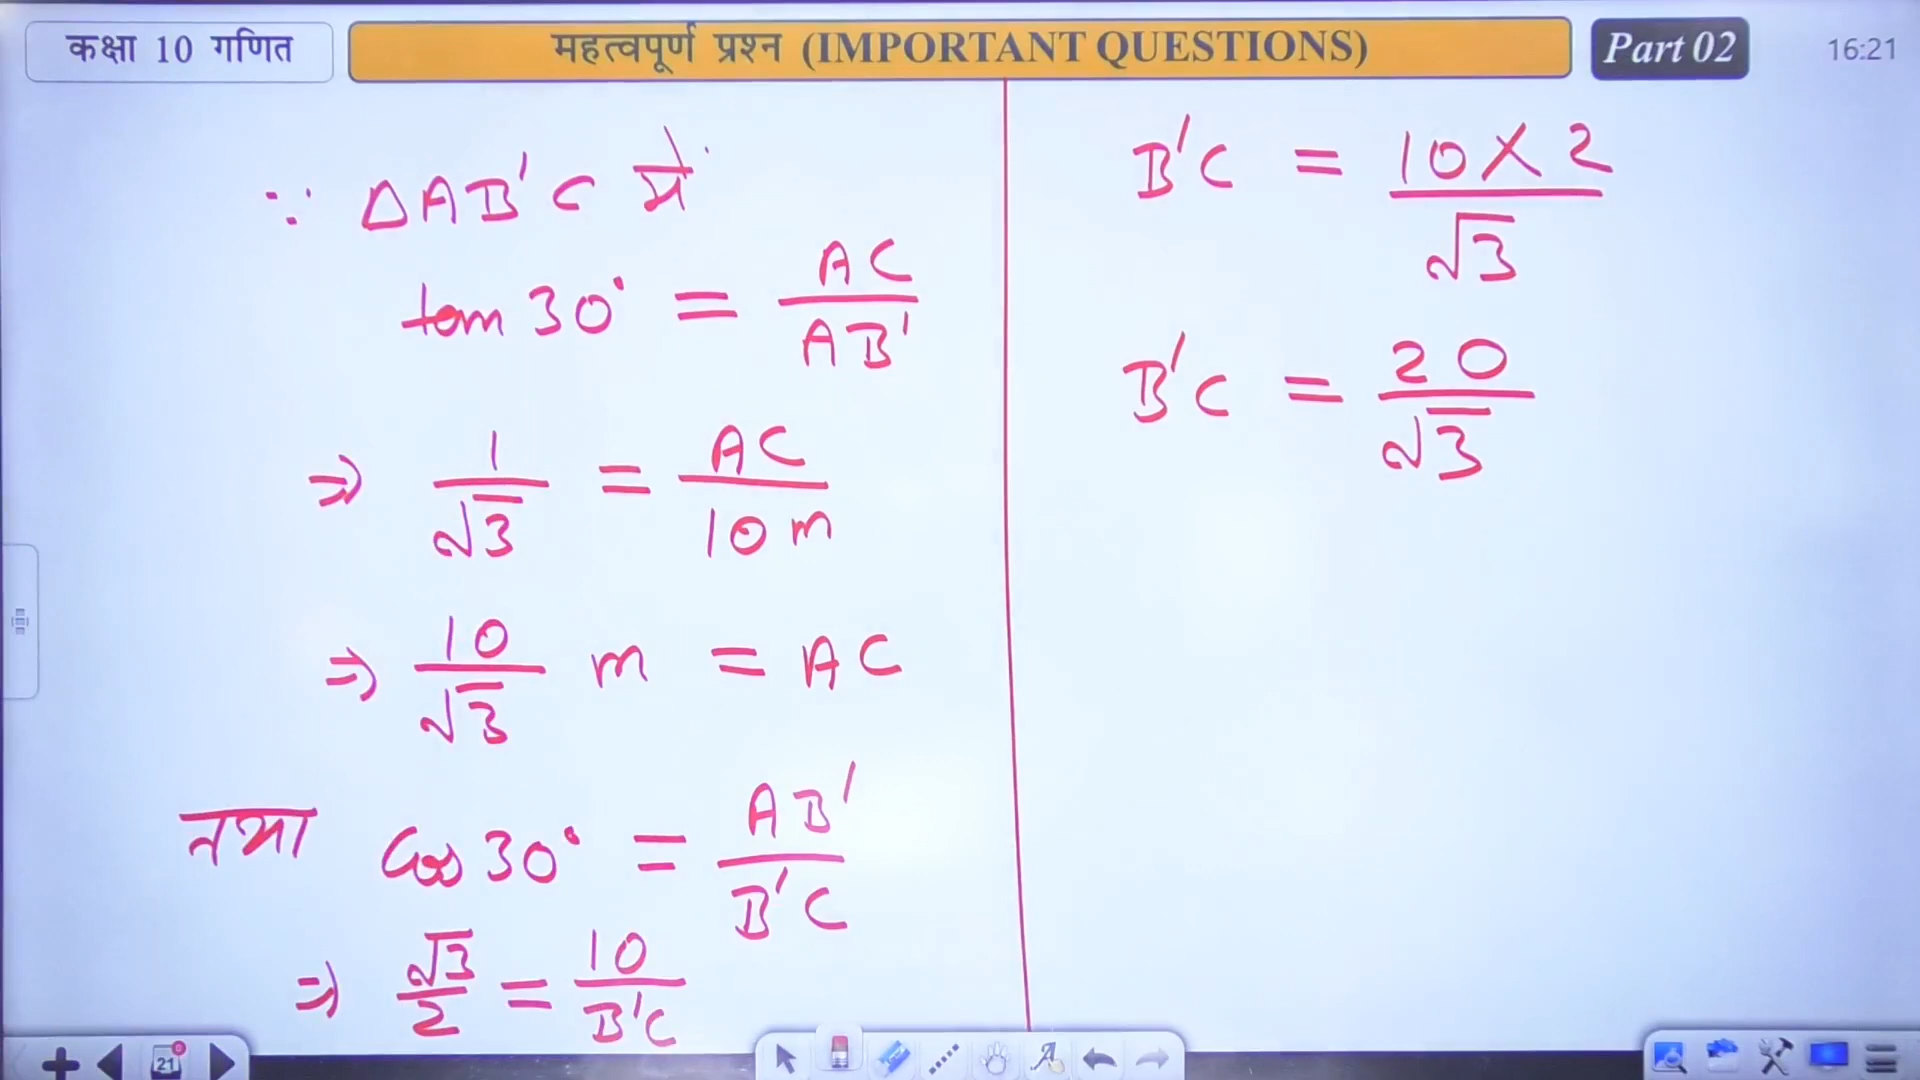 कक्षा 10 गणित
महत्वपूर्ण प्रश्न (IMPORTANT QUESTIONS)
Part 02
16:21
∵ ΔAB'C में
tan 30° = AC/AB'
⇒ 1/√3 = AC/10 m
⇒ 10/√3 m = AC
तथा cos 30° = AB'/B'C
⇒ √3/2 = 10/B'C
B'C = 10 × 2/√3
B'C = 20/√3
21